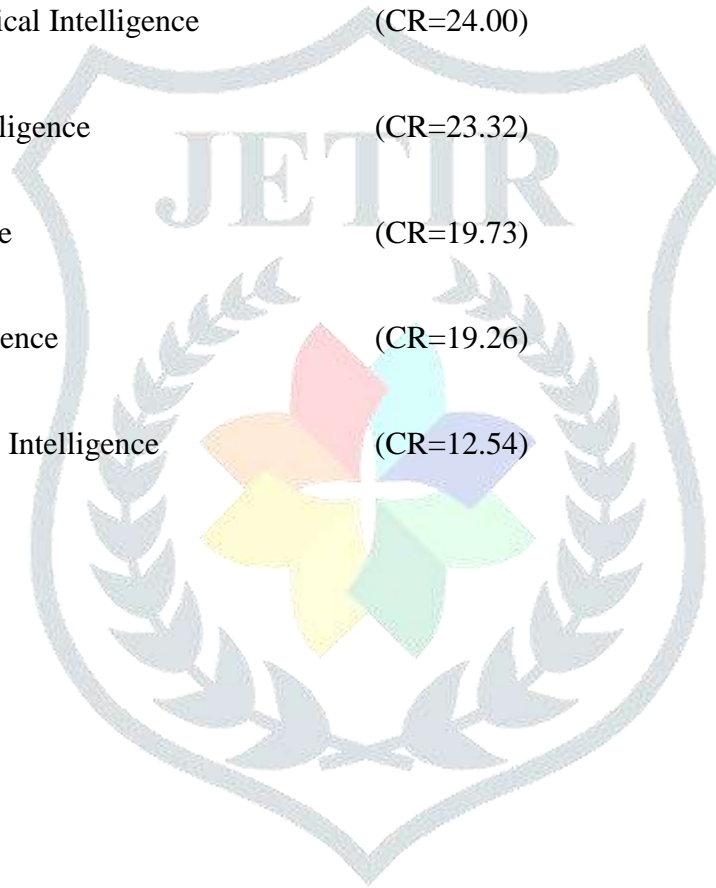 ical Intelligence (CR=24.00)
ligence (CR=23.32)
JETIR
e (CR=19.73)
ence (CR=19.26)
Intelligence (CR=12.54)